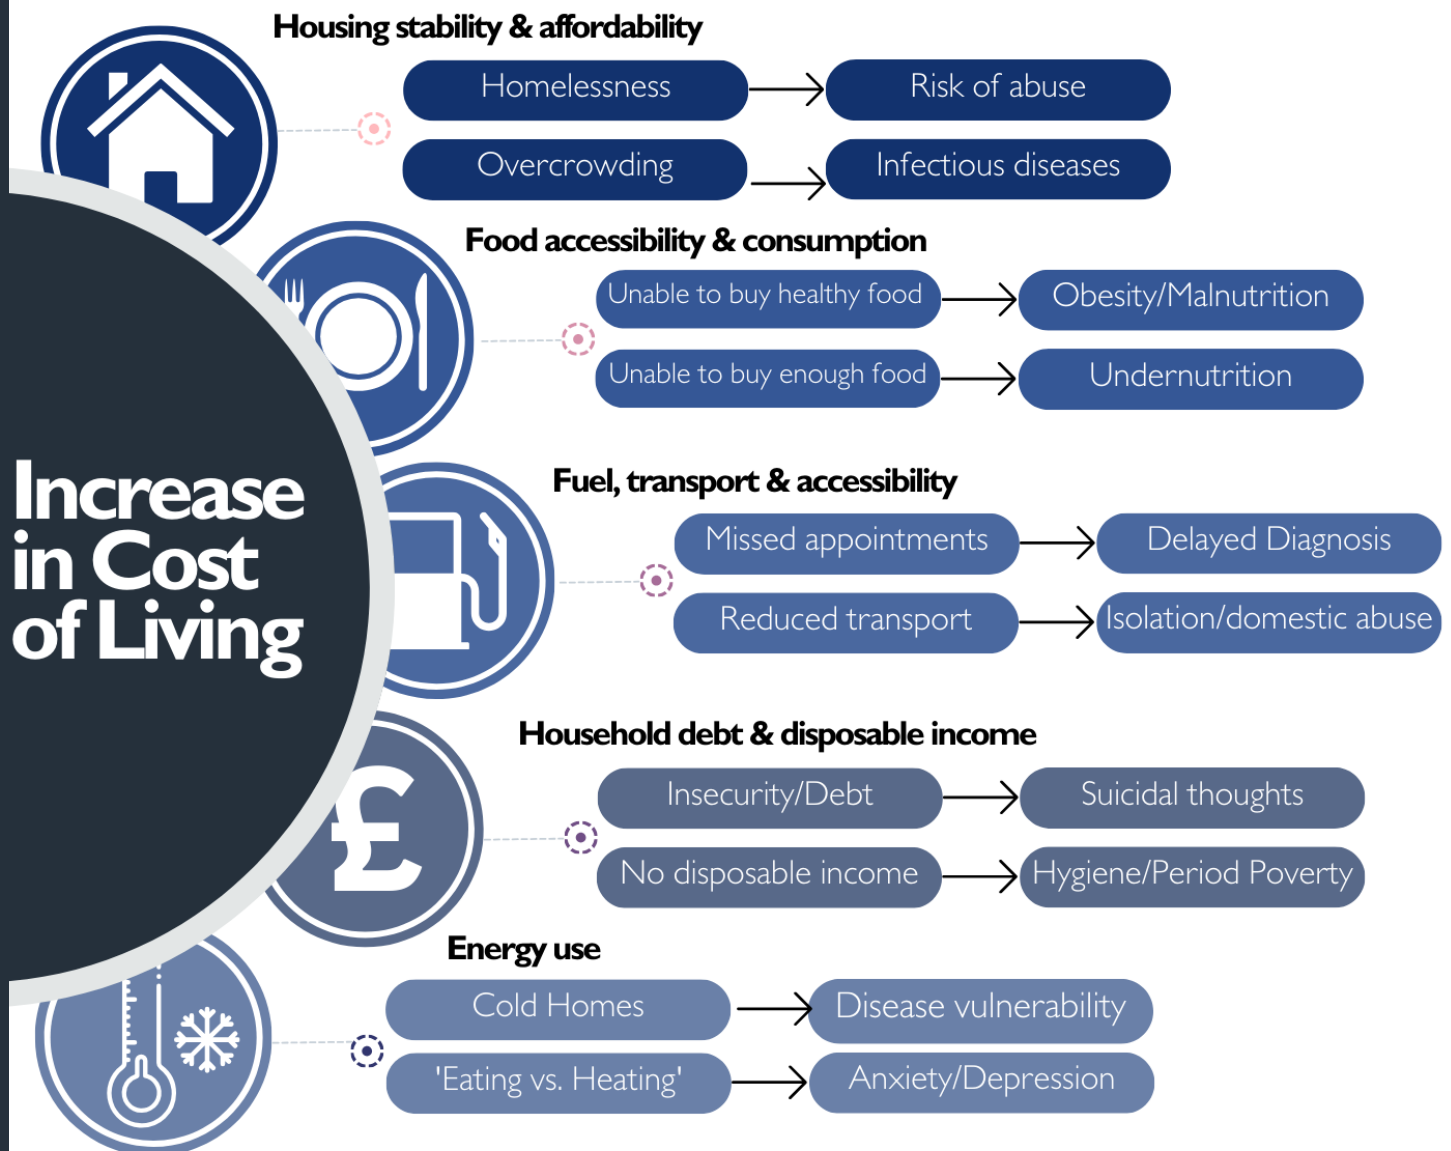 Housing stability & affordability
Homelessness
Risk of abuse
Overcrowding
Infectious diseases
Food accessibility & consumption
Unable to buy healthy food
Obesity/Malnutrition
Unable to buy enough food
Undernutrition
Increase
in Cost
of Living
Fuel, transport & accessibility
Missed appointments
Delayed Diagnosis
Reduced transport
Isolation/domestic abuse
Household debt & disposable income
£
Insecurity/Debt
Suicidal thoughts
No disposable income
Hygiene/Period Poverty
Energy use
Cold Homes
Disease vulnerability
'Eating vs. Heating'
Anxiety/Depression